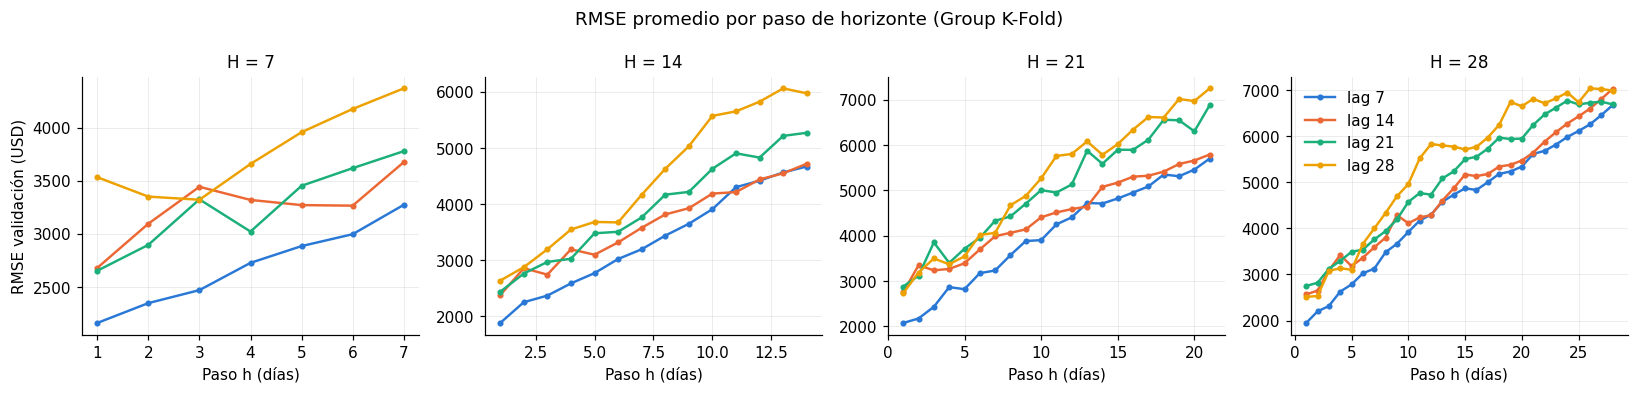 RMSE promedio por paso de horizonte (Group K-Fold)
H = 7
H = 14
H = 21
H = 28
RMSE validación (USD)
4000
3500
3000
2500
1 2 3 4 5 6 7
Paso h (días)
6000
5000
4000
3000
2000
2.5 5.0 7.5 10.0 12.5
Paso h (días)
7000
6000
5000
4000
3000
2000
0 5 10 15 20
Paso h (días)
7000
6000
5000
4000
3000
2000
lag 7
lag 14
lag 21
lag 28
0 5 10 15 20 25
Paso h (días)